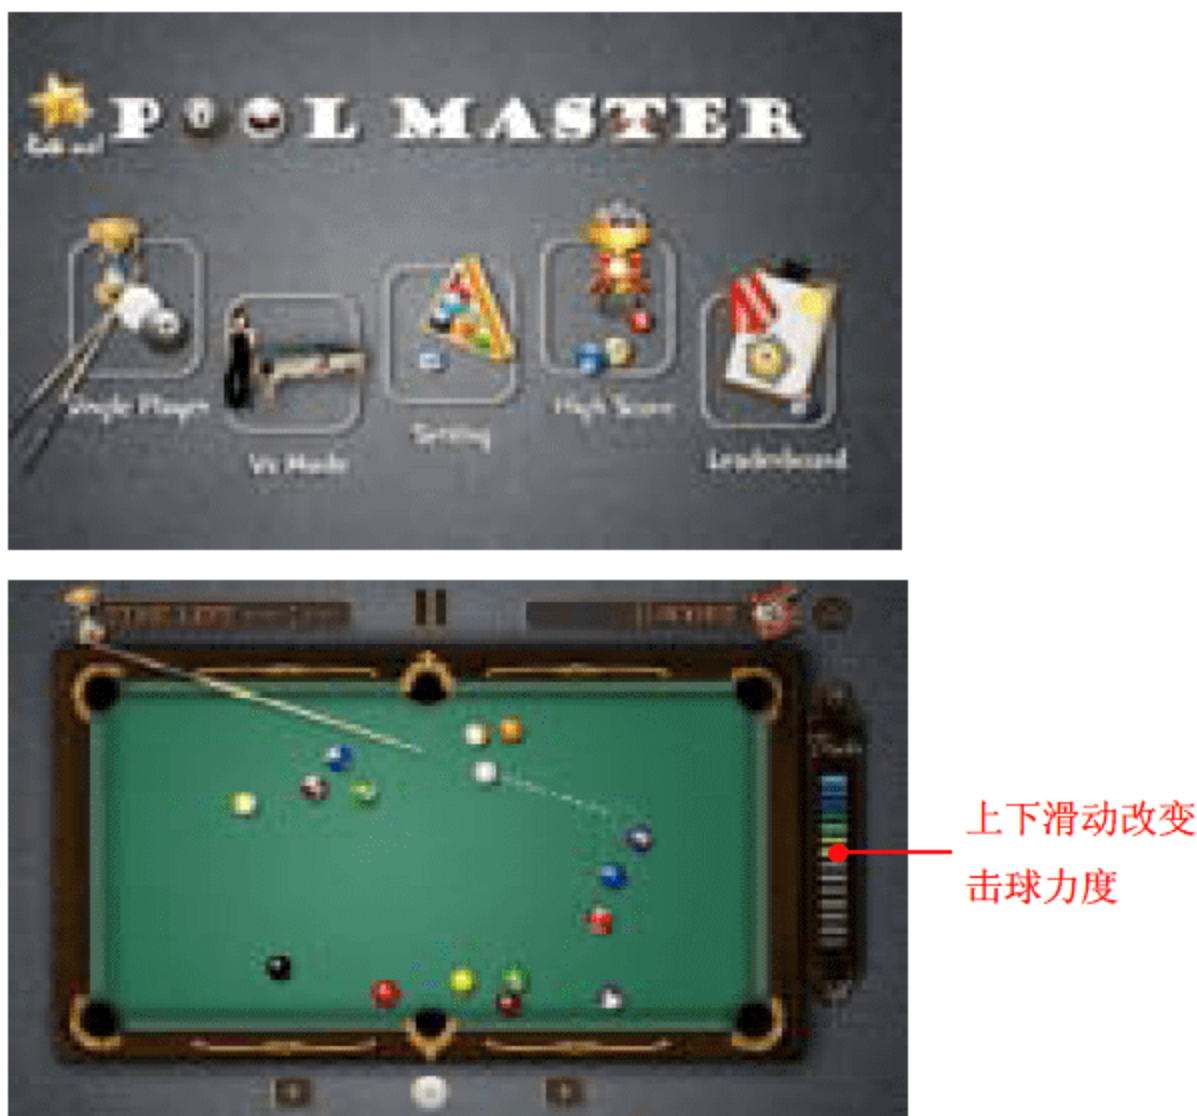 POOL MASTER
Single Player
Vs Mode
Setting
High Score
Leaderboard
上下滑动改变
击球力度